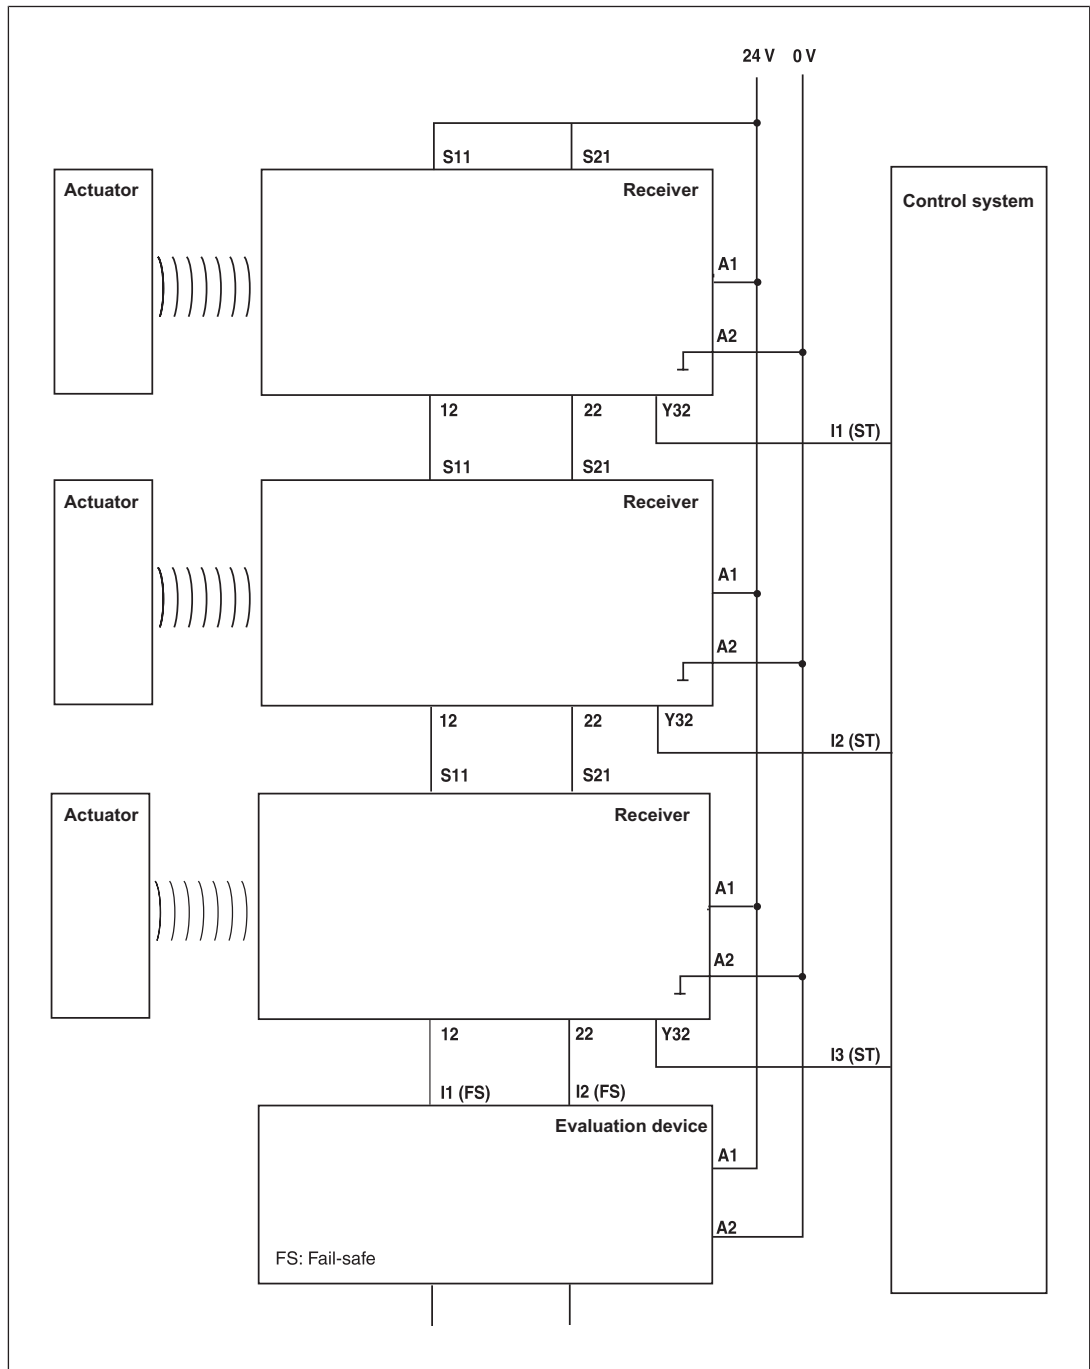 24 V 0 V
S11 S21
Actuator Receiver Control system
A1
A2
12 22 Y32
I1 (ST)
S11 S21
Actuator Receiver
A1
A2
12 22 Y32
I2 (ST)
S11 S21
Actuator Receiver
A1
A2
12 22 Y32
I3 (ST)
I1 (FS) I2 (FS)
Evaluation device
A1
A2
FS: Fail-safe